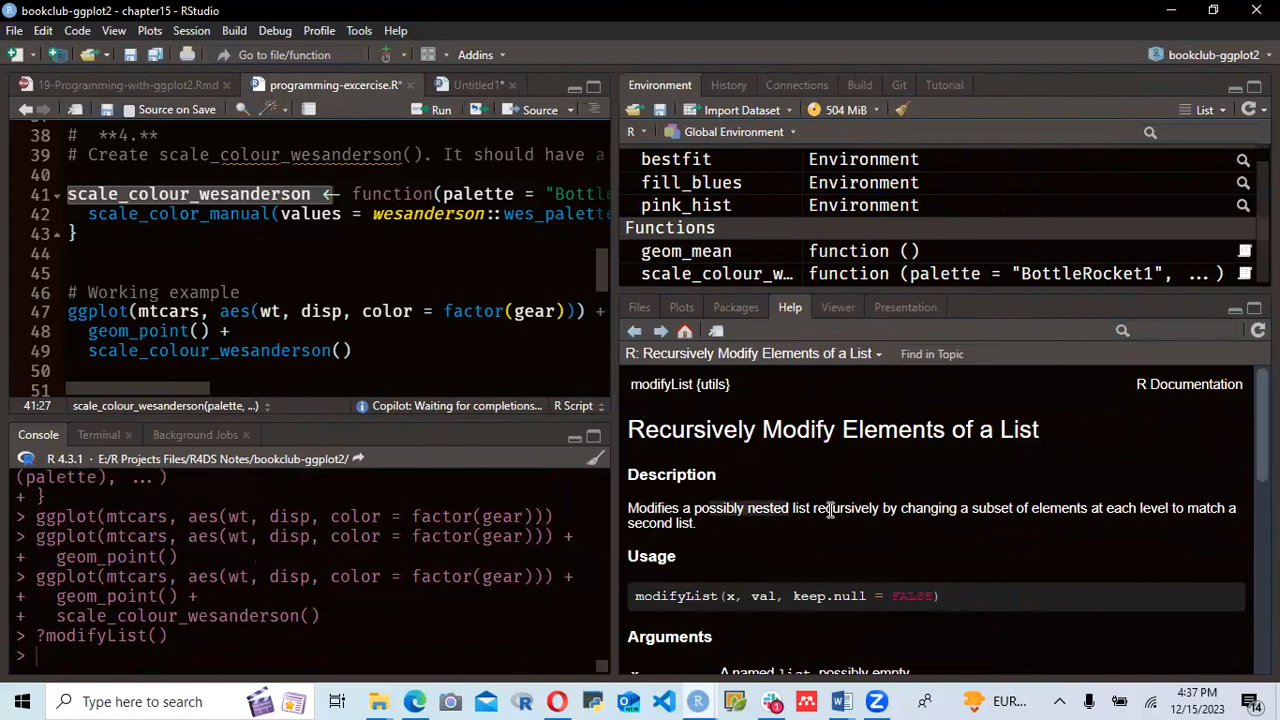 bookclub-ggplot2 - chapter15 - RStudio
File Edit Code View Plots Session Build Debug Profile Tools Help
Go to file/function Addins bookclub-ggplot2
19-Programming-with-ggplot2.Rmd programming-excercise.R* Untitled1*
Source on Save Run Source
38 # **4.**
39 # Create scale_colour_wesanderson(). It should have a
40
41 scale_colour_wesanderson ← function(palette = "Bottle
42 scale_color_manual(values = wesanderson::wes_palette
43 }
44
45
46 # Working example
47 ggplot(mtcars, aes(wt, disp, color = factor(gear))) +
48 geom_point() +
49 scale_colour_wesanderson()
50
51
41:27 scale_colour_wesanderson(palette, ...) Copilot: Waiting for completions... R Script
Console Terminal Background Jobs
R 4.3.1 · E:/R Projects Files/R4DS Notes/bookclub-ggplot2/
(palette), ...)
+ }
> ggplot(mtcars, aes(wt, disp, color = factor(gear)))
> ggplot(mtcars, aes(wt, disp, color = factor(gear))) +
+ geom_point()
> ggplot(mtcars, aes(wt, disp, color = factor(gear))) +
+ geom_point() +
+ scale_colour_wesanderson()
> ?modifyList()
>
Environment History Connections Build Git Tutorial
Import Dataset 504 MiB List
R Global Environment
bestfit Environment
fill_blues Environment
pink_hist Environment
Functions
geom_mean function ()
scale_colour_w... function (palette = "BottleRocket1", ...)
Files Plots Packages Help Viewer Presentation
R: Recursively Modify Elements of a List Find in Topic
modifyList {utils} R Documentation
Recursively Modify Elements of a List
Description
Modifies a possibly nested list recursively by changing a subset of elements at each level to match a
second list.
Usage
modifyList(x, val, keep.null = FALSE)
Arguments
x A named list, possibly empty.
Type here to search EUR... 4:37 PM
12/15/2023 14